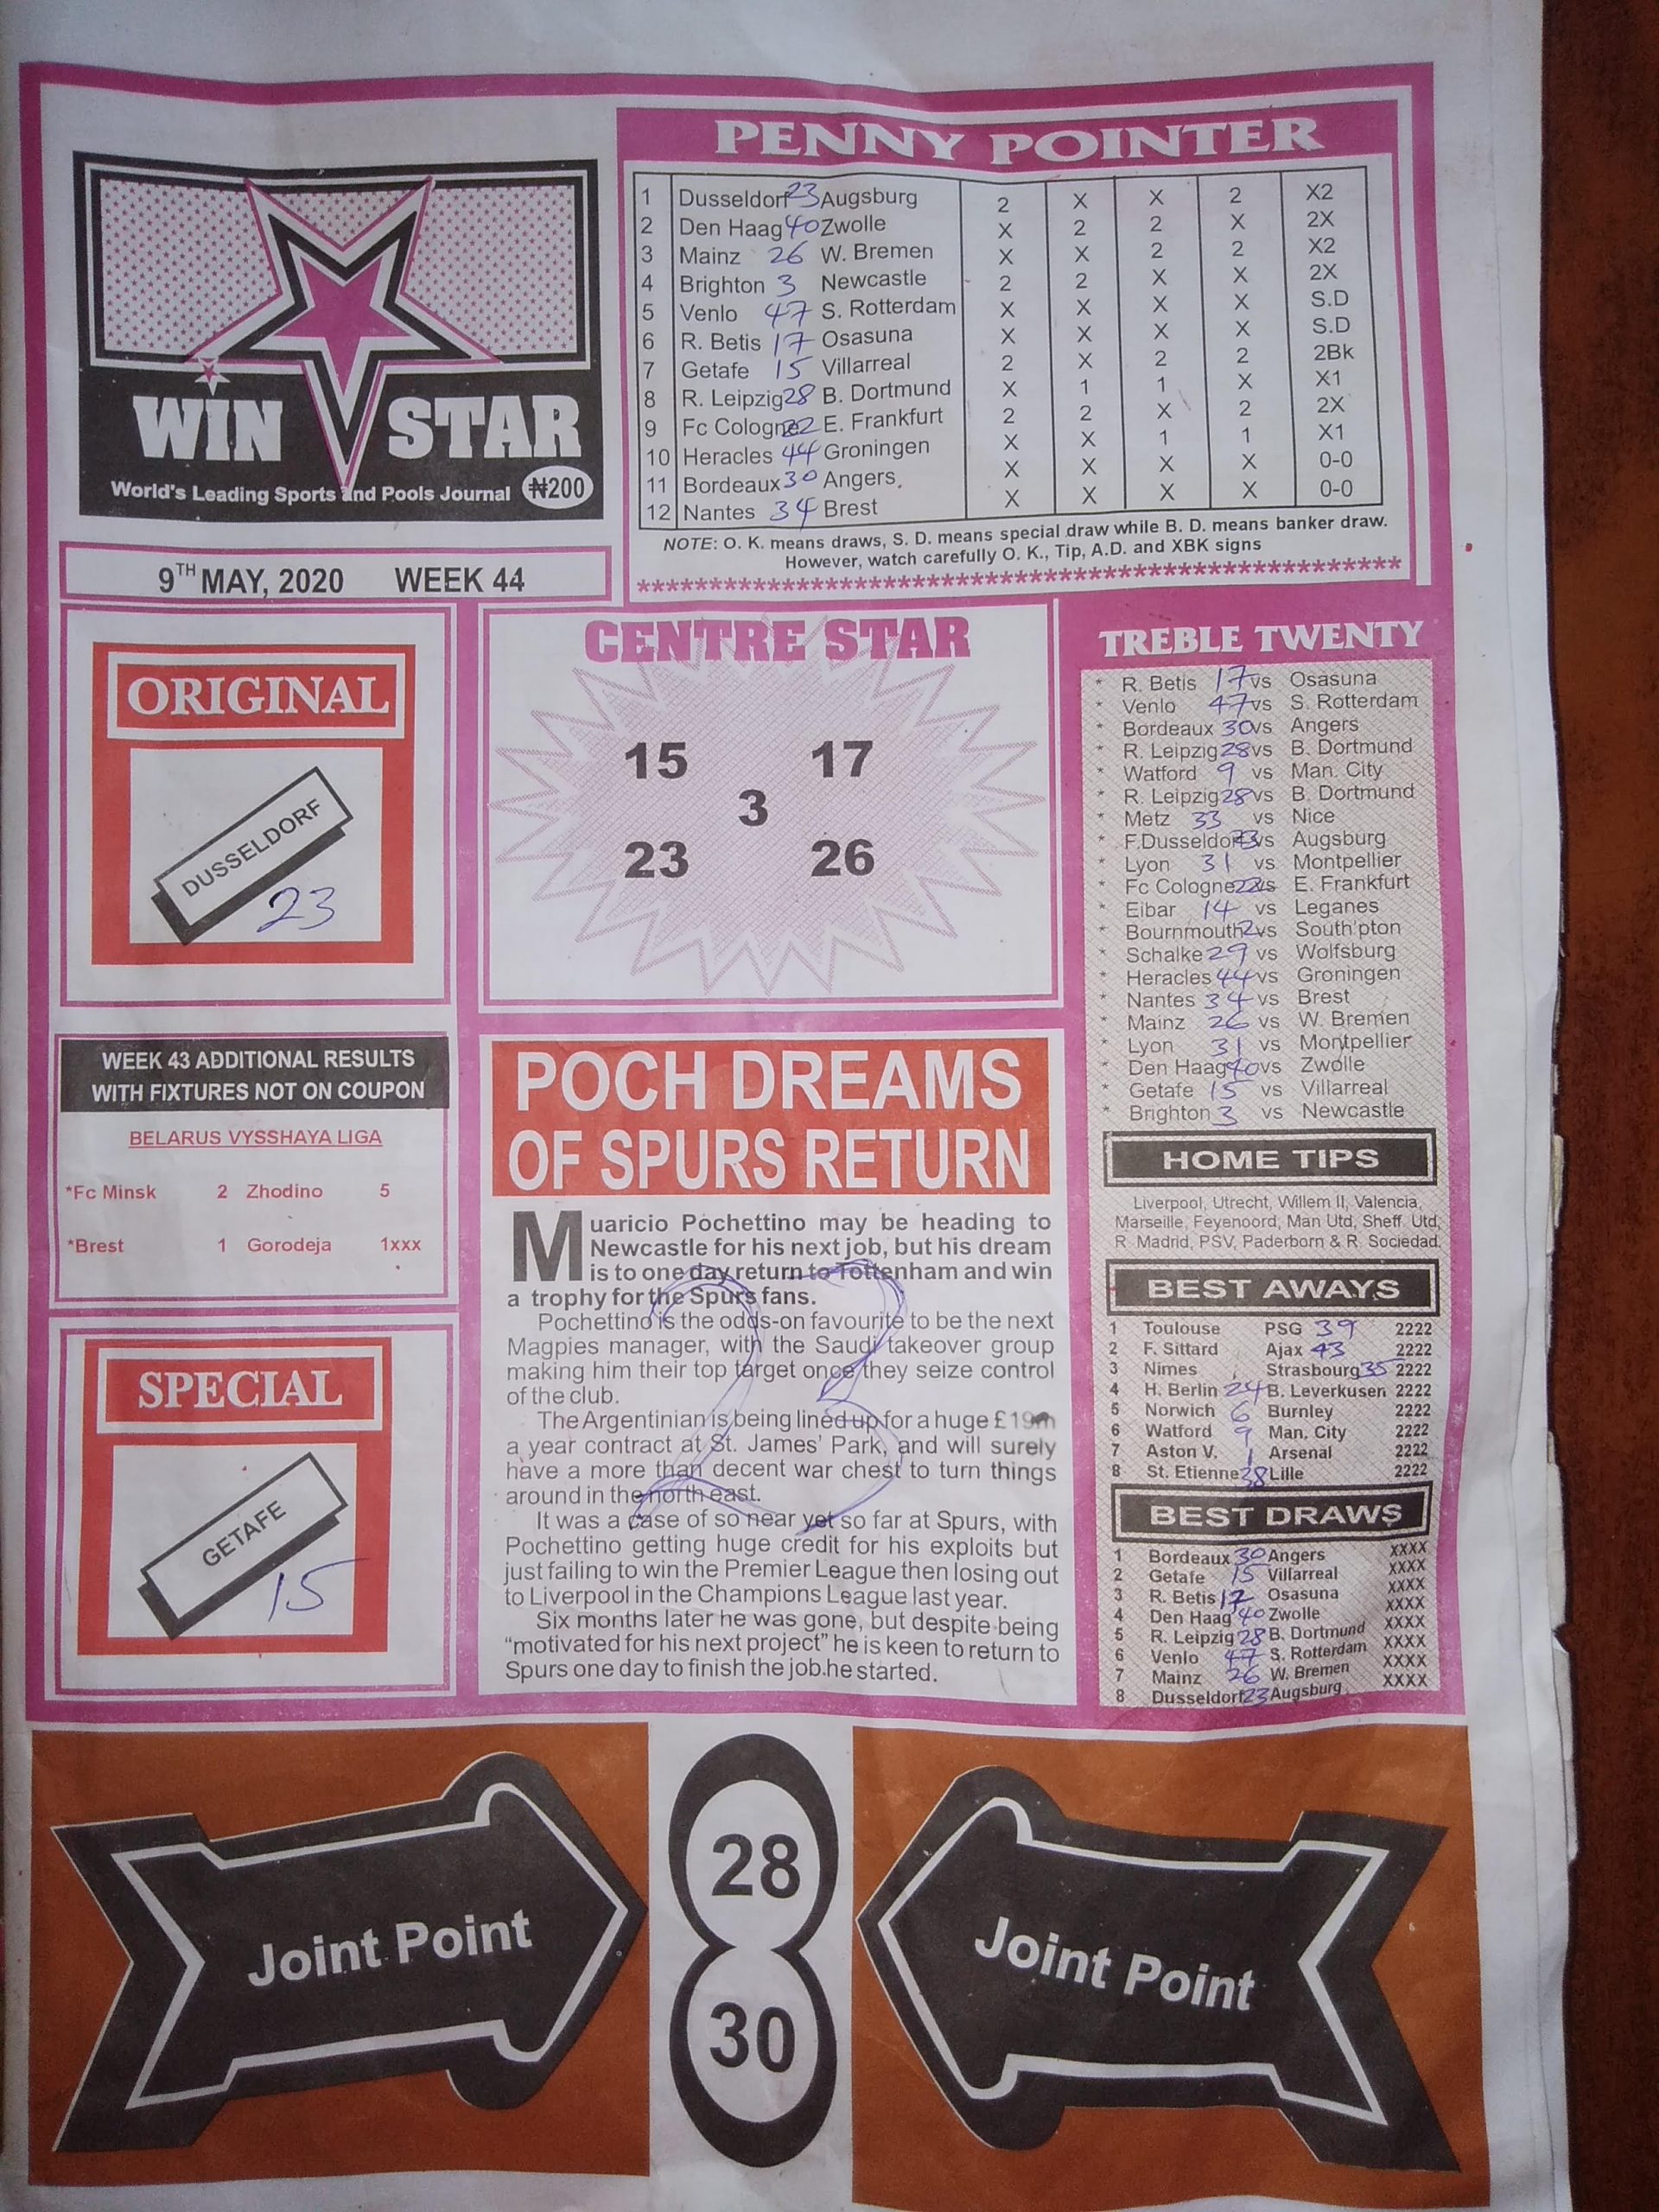 WIN STAR
World's Leading Sports and Pools Journal ₦200
9TH MAY, 2020 WEEK 44
PENNY POINTER
1 Dusseldorf 23 Augsburg 2 X X 2 X2
2 Den Haag 40 Zwolle X 2 2 X 2X
3 Mainz 26 W. Bremen X X 2 2 X2
4 Brighton 3 Newcastle 2 2 X X 2X
5 Venlo 47 S. Rotterdam X X X X S.D
6 R. Betis 17 Osasuna X X X X S.D
7 Getafe 15 Villarreal 2 X 2 2 2Bk
8 R. Leipzig 28 B. Dortmund X 1 1 X X1
9 Fc Cologne 22 E. Frankfurt 2 2 X 2 2X
10 Heracles 44 Groningen X X 1 1 X1
11 Bordeaux 30 Angers. X X X X 0-0
12 Nantes 34 Brest X X X X 0-0
NOTE: O. K. means draws, S. D. means special draw while B. D. means banker draw.
However, watch carefully O. K., Tip, A.D. and XBK signs
ORIGINAL
DUSSELDORF
23
CENTRE STAR
15 17
3
23 26
TREBLE TWENTY
* R. Betis 17 vs Osasuna
* Venlo 47 vs S. Rotterdam
* Bordeaux 30 vs Angers
* R. Leipzig 28 vs B. Dortmund
* Watford 9 vs Man. City
* R. Leipzig 28 vs B. Dortmund
* Metz 33 vs Nice
* F.Dusseldorf 23 vs Augsburg
* Lyon 31 vs Montpellier
* Fc Cologne 22 vs E. Frankfurt
* Eibar 14 vs Leganes
* Bournmouth 2 vs South'pton
* Schalke 29 vs Wolfsburg
* Heracles 44 vs Groningen
* Nantes 34 vs Brest
* Mainz 26 vs W. Bremen
* Lyon 31 vs Montpellier
* Den Haag 40 vs Zwolle
* Getafe 15 vs Villarreal
* Brighton 3 vs Newcastle
HOME TIPS
Liverpool, Utrecht, Willem II, Valencia,
Marseille, Feyenoord, Man Utd, Sheff. Utd,
R. Madrid, PSV, Paderborn & R. Sociedad.
BEST AWAYS
1 Toulouse PSG 39 2222
2 F. Sittard Ajax 43 2222
3 Nimes Strasbourg 35 2222
4 H. Berlin 24 B. Leverkusen 2222
5 Norwich 6 Burnley 2222
6 Watford 9 Man. City 2222
7 Aston V. 1 Arsenal 2222
8 St. Etienne 38 Lille 2222
BEST DRAWS
1 Bordeaux 30 Angers XXXX
2 Getafe 15 Villarreal XXXX
3 R. Betis 17 Osasuna XXXX
4 Den Haag 40 Zwolle XXXX
5 R. Leipzig 28 B. Dortmund XXXX
6 Venlo 47 S. Rotterdam XXXX
7 Mainz 26 W. Bremen XXXX
8 Dusseldorf 23 Augsburg XXXX
WEEK 43 ADDITIONAL RESULTS
WITH FIXTURES NOT ON COUPON
BELARUS VYSSHAYA LIGA
*Fc Minsk 2 Zhodino 5
*Brest 1 Gorodeja 1xxx
SPECIAL
GETAFE
15
POCH DREAMS
OF SPURS RETURN
Muaricio Pochettino may be heading to
Newcastle for his next job, but his dream
is to one day return to Tottenham and win
a trophy for the Spurs fans.
Pochettino is the odds-on favourite to be the next
Magpies manager, with the Saudi takeover group
making him their top target once they seize control
of the club.
The Argentinian is being lined up for a huge £19m
a year contract at St. James' Park, and will surely
have a more than decent war chest to turn things
around in the north east.
It was a case of so near yet so far at Spurs, with
Pochettino getting huge credit for his exploits but
just failing to win the Premier League then losing out
to Liverpool in the Champions League last year.
Six months later he was gone, but despite being
"motivated for his next project" he is keen to return to
Spurs one day to finish the job.he started.
23
Joint Point
28
30
Joint Point